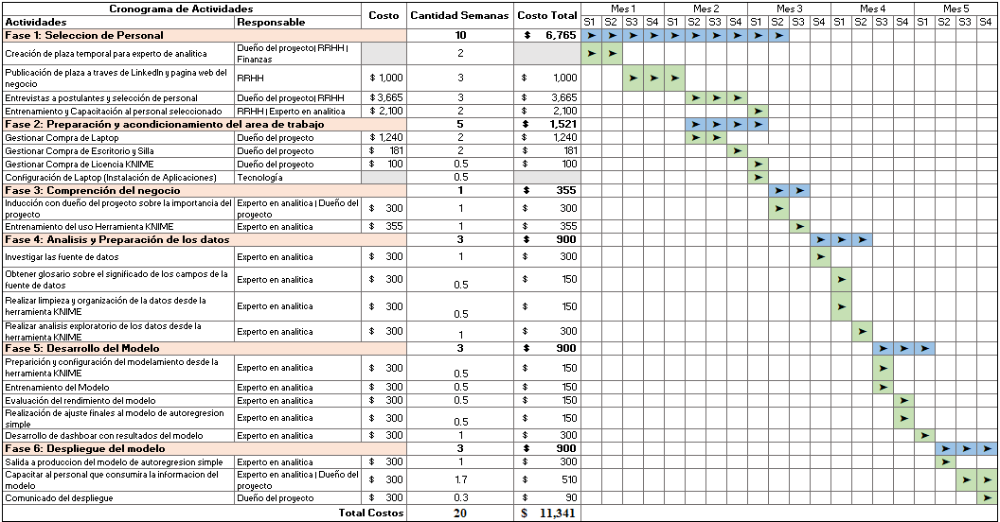 Cronograma de Actividades Costo Cantidad Semanas Costo Total Mes 1 Mes 2 Mes 3 Mes 4 Mes 5
Actividades Responsable S1 S2 S3 S4 S1 S2 S3 S4 S1 S2 S3 S4 S1 S2 S3 S4 S1 S2 S3 S4
Fase 1: Seleccion de Personal 10 $ 6,765
Creación de plaza temporal para experto de analitica Dueño del proyecto| RRHH | 2
Finanzas
Publicación de plaza a traves de LinkedIn y pagina web del RRHH $ 1,000 3 $ 1,000
negocio
Entrevistas a postulantes y selección de personal Dueño del proyecto| RRHH $ 3,665 3 $ 3,665
Entrenamiento y Capacitación al personal seleccionado RRHH | Experto en analitica $ 2,100 2 $ 2,100
Fase 2: Preparación y acondicionamiento del area de trabajo 5 $ 1,521
Gestionar Compra de Laptop Dueño del proyecto $ 1,240 2 $ 1,240
Gestionar Compra de Escritorio y Silla Dueño del proyecto $ 181 2 $ 181
Gestionar Compra de Licencia KNIME Dueño del proyecto $ 100 0.5 $ 100
Configuración de Laptop (Instalación de Aplicaciones) Tecnología 0.5
Fase 3: Comprención del negocio 1 $ 355
Inducción con dueño del proyecto sobre la importancia del Experto en analitica | Dueño del $ 300 1 $ 300
proyecto proyecto
Entrenamiento del uso Herramienta KNIME Experto en analitica $ 355 1 $ 355
Fase 4: Analisis y Preparación de los datos 3 $ 900
Investigar las fuente de datos Experto en analitica $ 300 1 $ 300
Obtener glosario sobre el significado de los campos de la Experto en analitica $ 300 0.5 $ 150
fuente de datos
Realizar limpieza y organización de la datos desde la Experto en analitica $ 300 0.5 $ 150
herramienta KNIME
Realizar analisis exploratorio de los datos desde la Experto en analitica $ 300 1 $ 300
herramienta KNIME
Fase 5: Desarrollo del Modelo 3 $ 900
Preparición y configuración del modelamiento desde la Experto en analitica $ 300 0.5 $ 150
herramienta KNIME
Entrenamiento del Modelo Experto en analitica $ 300 0.5 $ 150
Evaluación del rendimiento del modelo Experto en analitica $ 300 0.5 $ 150
Realización de ajuste finales al modelo de autoregresion Experto en analitica $ 300 0.5 $ 150
simple
Desarrollo de dashboar con resultados del modelo Experto en analitica $ 300 1 $ 300
Fase 6: Despliegue del modelo 3 $ 900
Salida a produccion del modelo de autoregresion simple Experto en analitica $ 300 1 $ 300
Capacitar al personal que consumira la informacion del Experto en analitica | Dueño del $ 300 1.7 $ 510
modelo proyecto
Comunicado del despliegue Dueño del proyecto $ 300 0.3 $ 90
Total Costos 20 $ 11,341